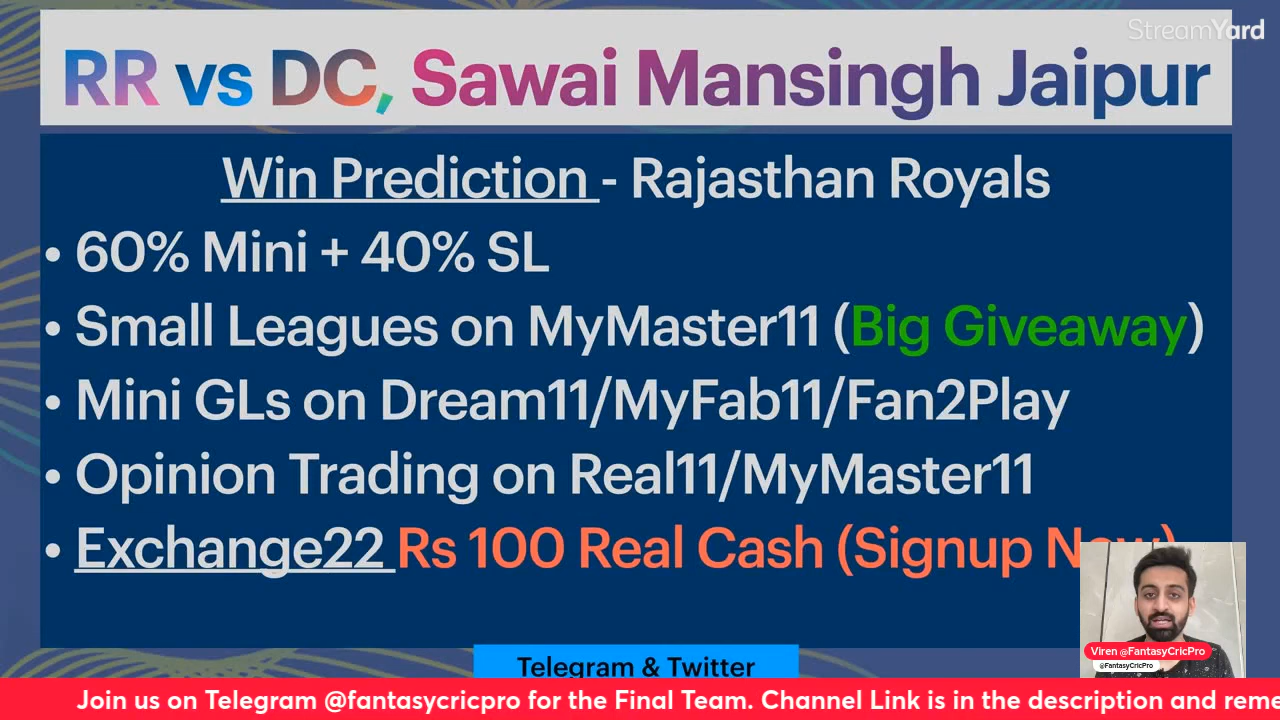 StreamYard
RR vs DC, Sawai Mansingh Jaipur
Win Prediction - Rajasthan Royals
• 60% Mini + 40% SL
• Small Leagues on MyMaster11 (Big Giveaway)
• Mini GLs on Dream11/MyFab11/Fan2Play
• Opinion Trading on Real11/MyMaster11
• Exchange22 Rs 100 Real Cash (Signup Now)
Viren @FantasyCricPro
@FantasyCricPro
Telegram & Twitter
Join us on Telegram @fantasycricpro for the Final Team. Channel Link is in the description and reme